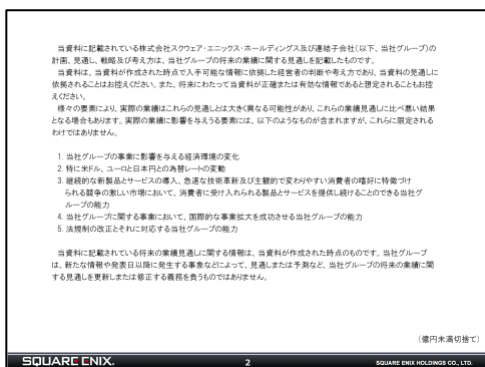 当資料に記載されている株式会社スクウェア・エニックス・ホールディングス及び連結子会社(以下、当社グループ)の
計画、見通し、戦略及び考え方は、当社グループの将来の業績に関する見通しを記載したものです。
当資料は、当資料が作成された時点で入手可能な情報に依拠した経営者の判断や考え方であり、当資料の見通しに
依拠されることはお控えください。また、将来にわたって当資料が正確または有効な情報であると想定されることもお控
えください。
様々の要素により、実際の業績はこれらの見通しとは大きく異なる可能性があり、これらの業績見通しに比べ悪い結果
となる場合もあります。実際の業績に影響を与えうる要素には、以下のようなものが含まれますが、これらに限定される
わけではありません。
1. 当社グループの事業に影響を与える経済環境の変化
2. 特に米ドル、ユーロと日本円との為替レートの変動
3. 継続的な新製品とサービスの導入、急速な技術革新及び主観的で変わりやすい消費者の嗜好に特徴づけ
られる競争の激しい市場において、消費者に受け入れられる製品とサービスを提供し続けることのできる当社グ
ループの能力
4. 当社グループに関する事業において、国際的な事業拡大を成功させる当社グループの能力
5. 法規制の改正とそれに対応する当社グループの能力
当資料に記載されている将来の業績見通しに関する情報は、当資料が作成された時点のものです。当社グループ
は、新たな情報や発表日以降に発生する事象などによって、見通しまたは予測など、当社グループの将来の業績に関
する見通しを更新しまたは修正する義務を負うものではありません。
(億円未満切捨て)
SQUARE ENIX.
2
SQUARE ENIX HOLDINGS CO., LTD.